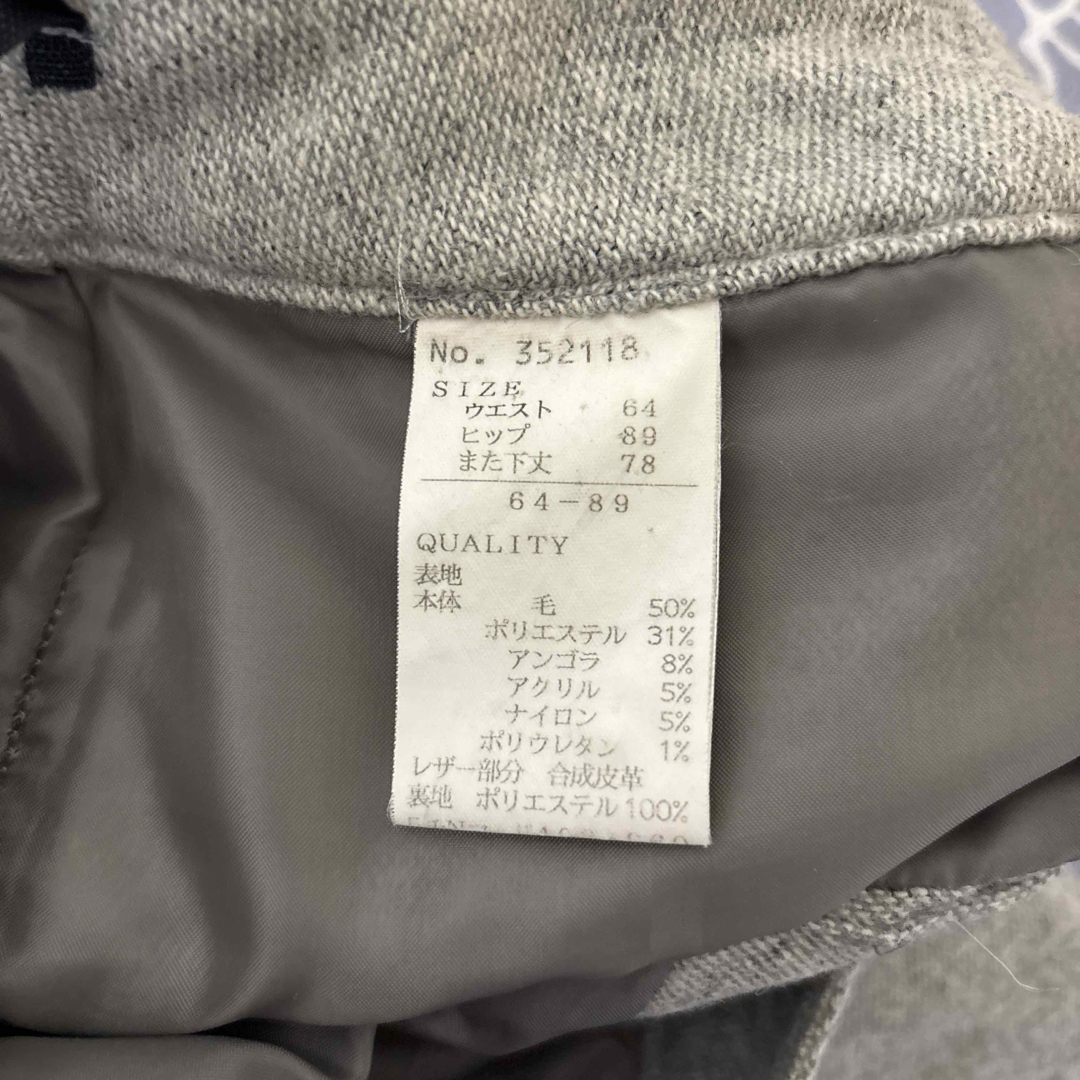 No. 352118
SIZE
ウエスト 64
ヒップ 89
また下丈 78
64-89
QUALITY
表地
本体 毛 50%
ポリエステル 31%
アンゴラ 8%
アクリル 5%
ナイロン 5%
ポリウレタン 1%
レザー部分 合成皮革
裏地 ポリエステル 100%